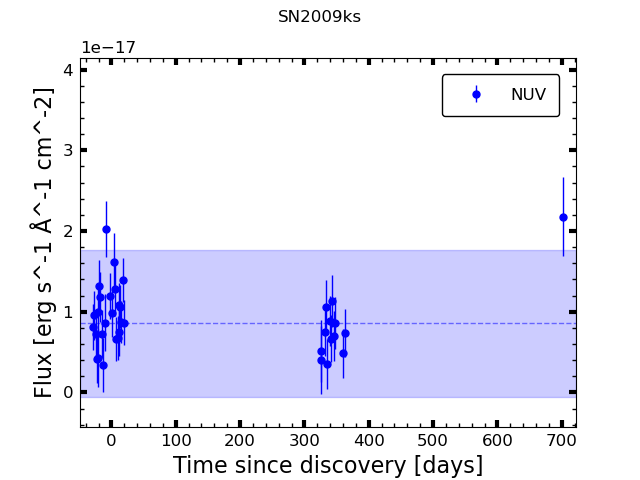 SN2009ks
1e−17
NUV
4
3
2
1
0
Flux [erg s^-1 Å^-1 cm^-2]
0 100 200 300 400 500 600 700
Time since discovery [days]